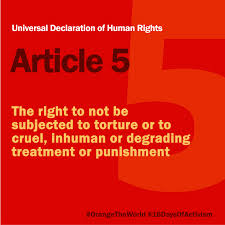 Universal Declaration of Human Rights
Article 5
5
The right to not be
subjected to torture or to
cruel, inhuman or degrading
treatment or punishment
#OrangeTheWorld #16DaysOfActivism